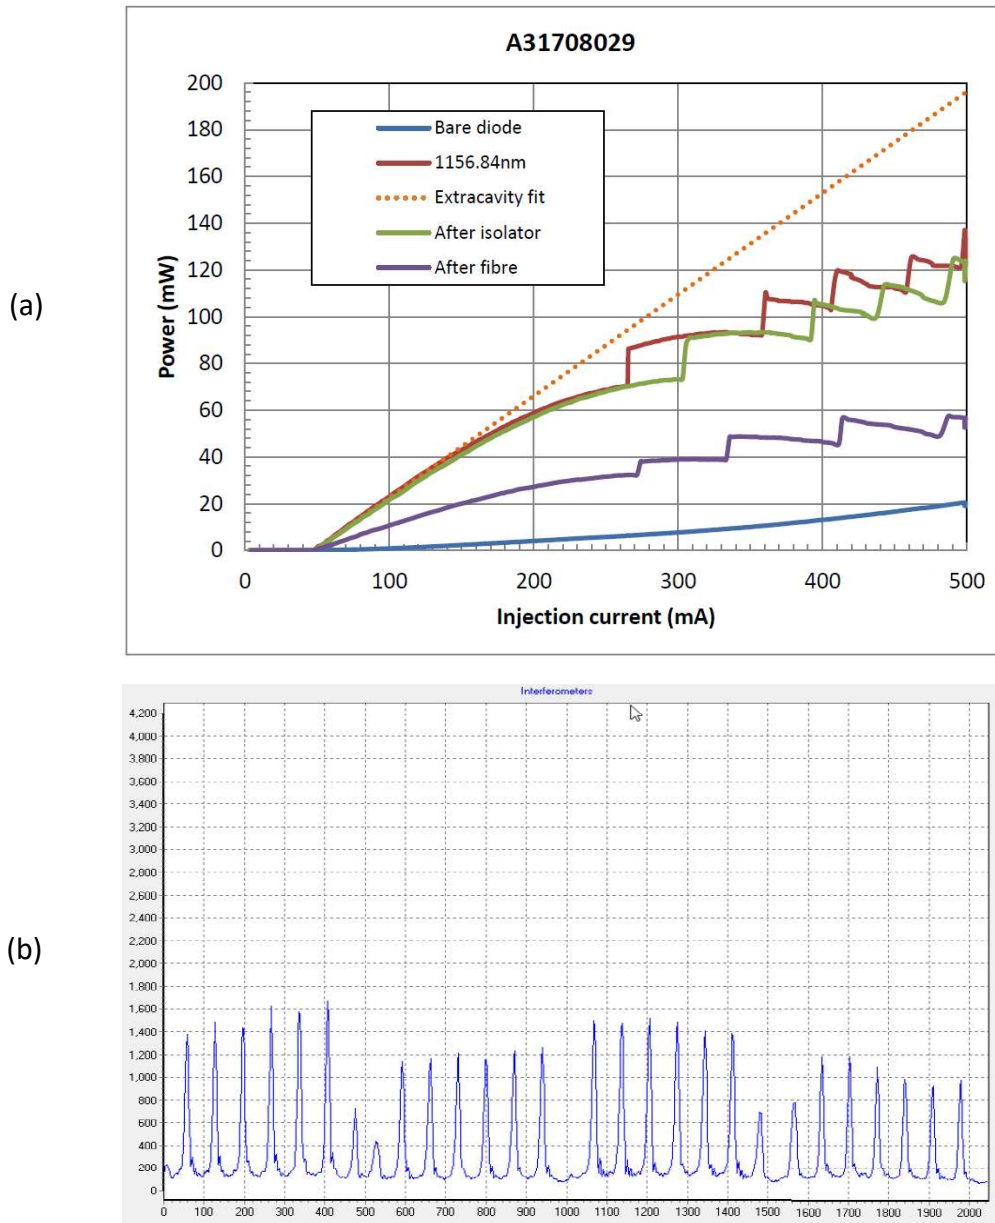 (a)
A31708029
Power (mW)
200
180
160
140
120
100
80
60
40
20
0
Bare diode
1156.84nm
Extracavity fit
After isolator
After fibre
0 100 200 300 400 500
Injection current (mA)
(b)
Interferometers
4,200
4,000
3,800
3,600
3,400
3,200
3,000
2,800
2,600
2,400
2,200
2,000
1,800
1,600
1,400
1,200
1,000
800
600
400
200
0
0 100 200 300 400 500 600 700 800 900 1000 1100 1200 1300 1400 1500 1600 1700 1800 1900 2000